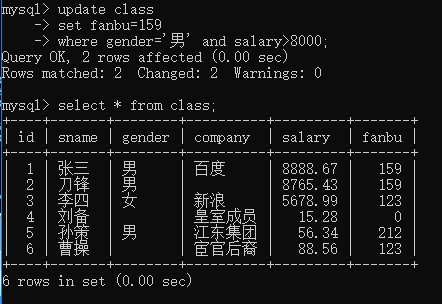 mysql> update class
-> set fanbu=159
-> where gender='男' and salary>8000;
Query OK, 2 rows affected (0.00 sec)
Rows matched: 2  Changed: 2  Warnings: 0
mysql> select * from class;
+----+-------+--------+----------+---------+-------+
| id | sname | gender | company | salary | fanbu |
+----+-------+--------+----------+---------+-------+
| 1 | 张三 | 男 | 百度 | 8888.67 | 159 |
| 2 | 刀锋 | 男 | | 8765.43 | 159 |
| 3 | 李四 | 女 | 新浪 | 5678.99 | 123 |
| 4 | 刘备 | | 皇室成员 | 15.28 | 0 |
| 5 | 孙策 | 男 | 江东集团 | 56.34 | 212 |
| 6 | 曹操 | | 宦官后裔 | 88.56 | 123 |
+----+-------+--------+----------+---------+-------+
6 rows in set (0.00 sec)